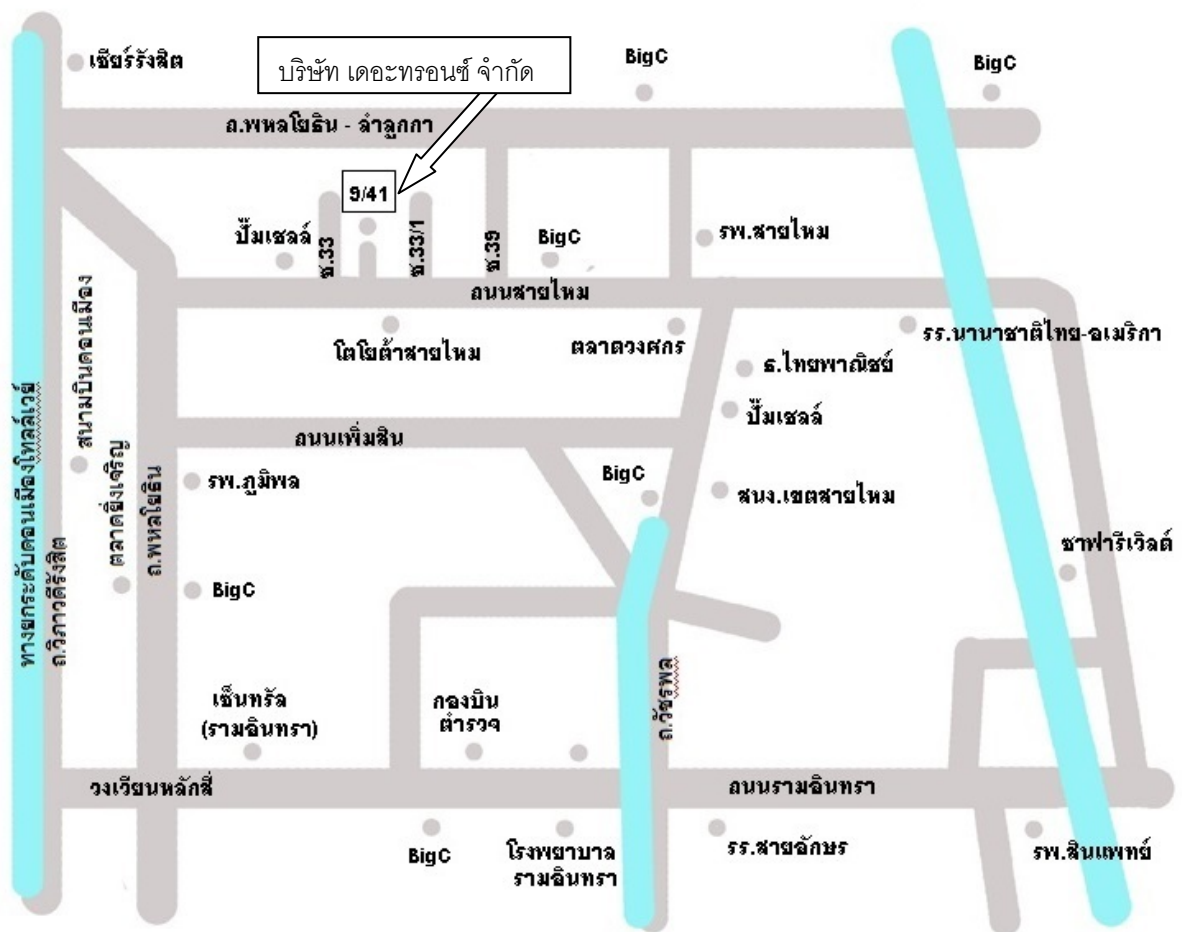 เซียร์รังสิต
บริษัท เดอะทรอนซ์ จำกัด
BigC
BigC
ถ.พหลโยธิน - ลำลูกกา
9/41
ปั๊มเชลล์
ซ.33
ซ.33/1
ซ.39
BigC
รพ.สายไหม
ถนนสายไหม
โตโยต้าสายไหม
ตลาดวงศกร
รร.นานาชาติไทย-อเมริกา
ธ.ไทยพาณิชย์
ปั๊มเชลล์
ทางยกระดับดอนเมืองโทลล์เวย์
ถ.วิภาวดีรังสิต
สนามบินดอนเมือง
ตลาดยิ่งเจริญ
ถ.พหลโยธิน
ถนนเพิ่มสิน
รพ.ภูมิพล
BigC
สนง.เขตสายไหม
ซาฟารีเวิลด์
BigC
เซ็นทรัล
(รามอินทรา)
กองบิน
ตำรวจ
ถ.วัชรพล
วงเวียนหลักสี่
ถนนรามอินทรา
BigC
โรงพยาบาล
รามอินทรา
รร.สายอักษร
รพ.สินแพทย์